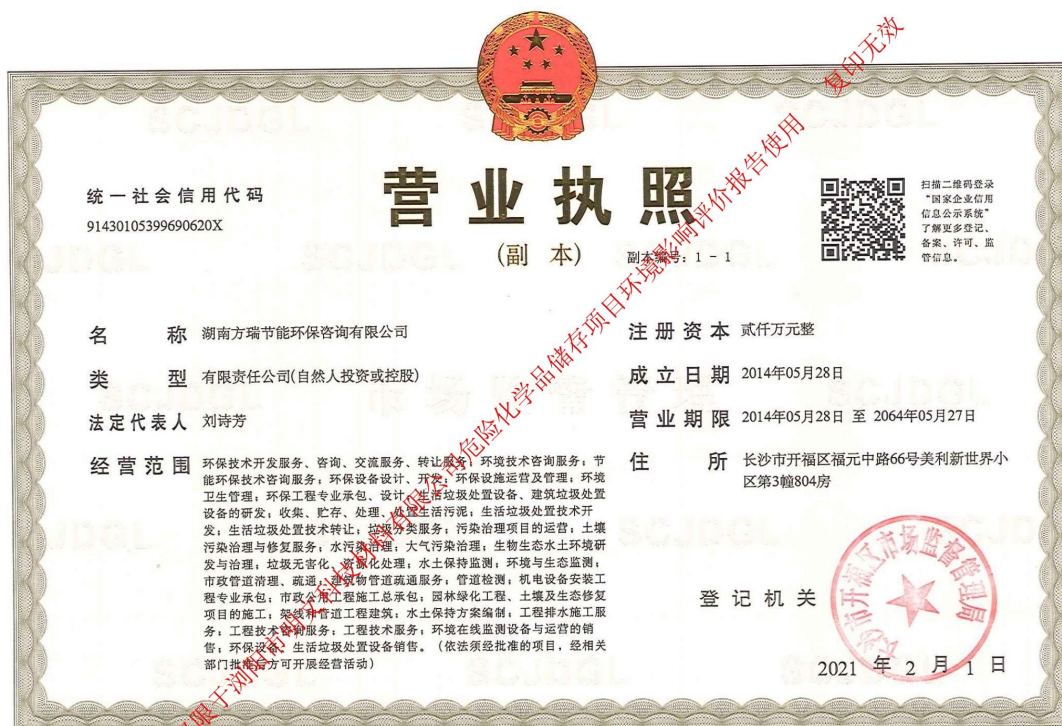 营业执照
(副 本)
副本编号：1 - 1
统一社会信用代码
91430105399690620X
扫描二维码登录
“国家企业信用
信息公示系统”
了解更多登记、
备案、许可、监
管信息。
名 称 湖南方瑞节能环保咨询有限公司
类 型 有限责任公司(自然人投资或控股)
法定代表人 刘诗芳
经营范围 环保技术开发服务、咨询、交流服务、转让服务；环境技术咨询服务；节
能环保技术咨询服务；环保设备设计、开发；环保设施运营及管理；环境
卫生管理；环保工程专业承包、设计；生活垃圾处置设备、建筑垃圾处置
设备的研发；收集、贮存、处理、处置生活污泥；生活垃圾处置技术开
发；生活垃圾处置技术转让；垃圾分类服务；污染治理项目的运营；土壤
污染治理与修复服务；水污染治理；大气污染治理；生物生态水土环境研
发与治理；垃圾无害化、资源化处理；水土保持监测；环境与生态监测；
市政管道清理、疏通；建筑物管道疏通服务；管道检测；机电设备安装工
程专业承包；市政公用工程施工总承包；园林绿化工程、土壤及生态修复
项目的施工；架线和管道工程建筑；水土保持方案编制；工程排水施工服
务；工程技术咨询服务；工程技术服务；环境在线监测设备与运营的销
售；环保设备、生活垃圾处置设备销售。（依法须经批准的项目，经相关
部门批准后方可开展经营活动）
注册资本 贰仟万元整
成立日期 2014年05月28日
营业期限 2014年05月28日 至 2064年05月27日
住 所 长沙市开福区福元中路66号美利新世界小
区第3幢804房
登记机关
长沙市开福区市场监督管理局
2021 年 2 月 1 日
限于浏阳市明文科技材料有限公司危险化学品储存项目环境影响评价报告使用 复印无效
SCJDGL